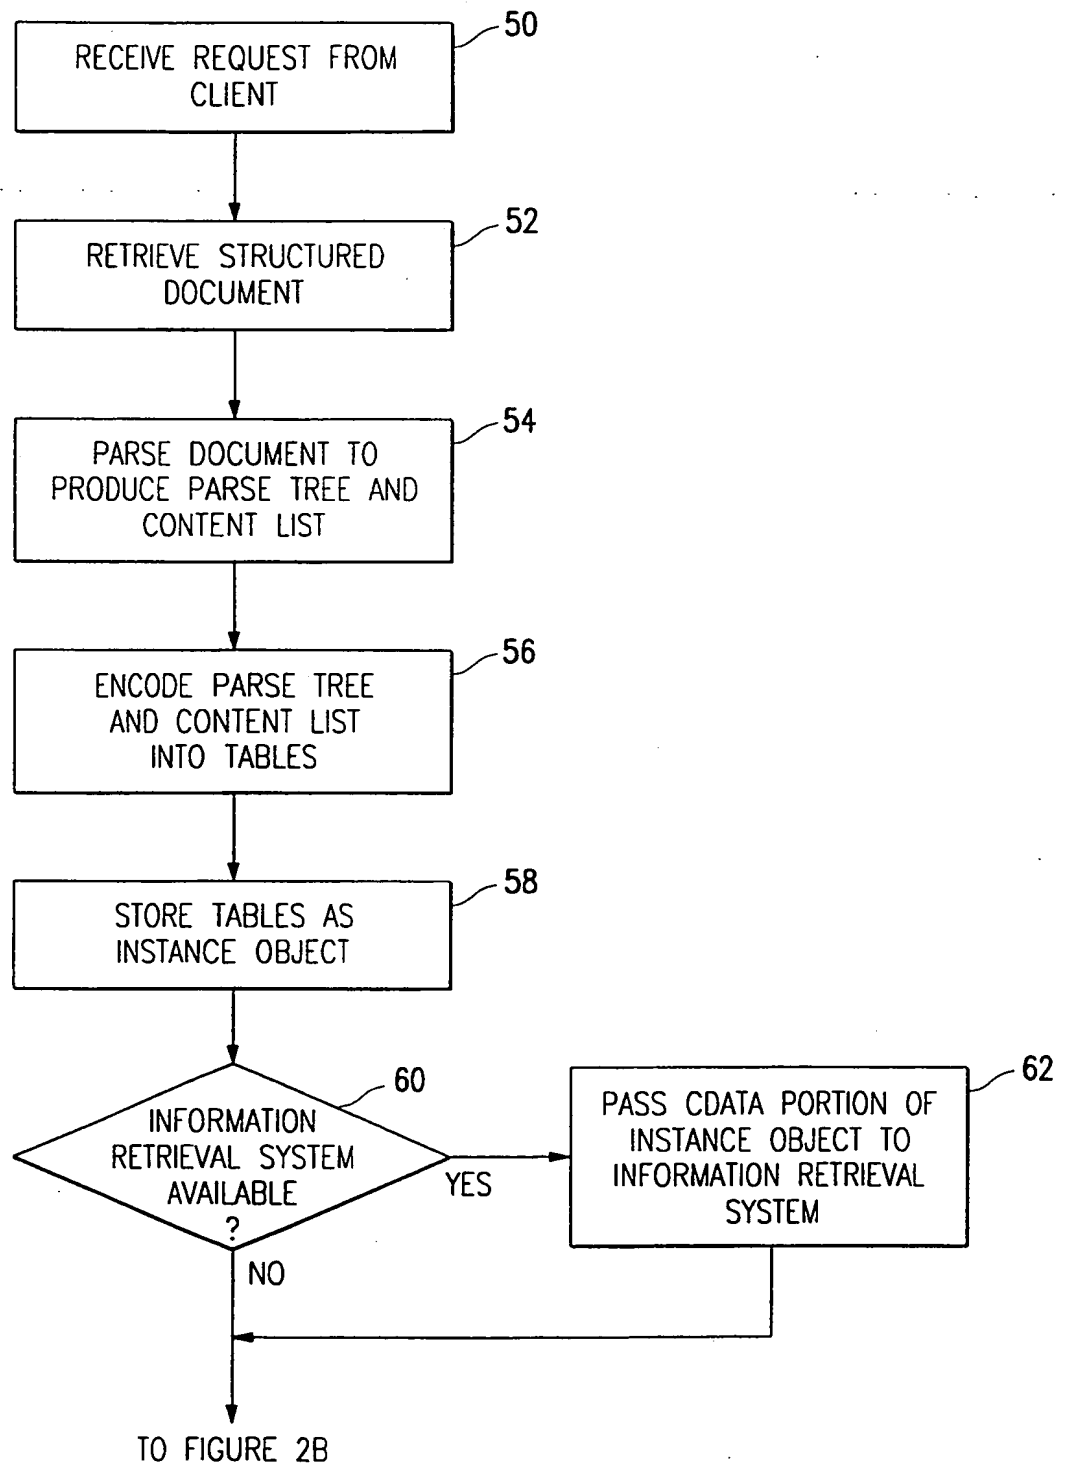 50
RECEIVE REQUEST FROM
CLIENT
52
RETRIEVE STRUCTURED
DOCUMENT
54
PARSE DOCUMENT TO
PRODUCE PARSE TREE AND
CONTENT LIST
56
ENCODE PARSE TREE
AND CONTENT LIST
INTO TABLES
58
STORE TABLES AS
INSTANCE OBJECT
60
INFORMATION
RETRIEVAL SYSTEM
AVAILABLE
?
YES
NO
62
PASS CDATA PORTION OF
INSTANCE OBJECT TO
INFORMATION RETRIEVAL
SYSTEM
TO FIGURE 2B